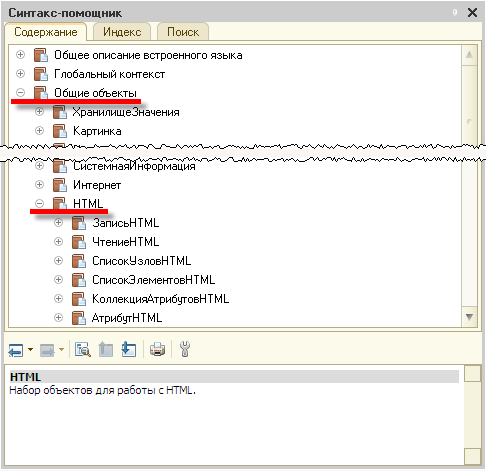 Синтакс-помощник
Содержание Индекс Поиск
Общее описание встроенного языка
Глобальный контекст
Общие объекты
ХранилищеЗначения
Картинка
СистемнаяИнформация
Интернет
HTML
ЗаписьHTML
ЧтениеHTML
СписокУзловHTML
СписокЭлементовHTML
КоллекцияАтрибутовHTML
АтрибутHTML
HTML
Набор объектов для работы с HTML.